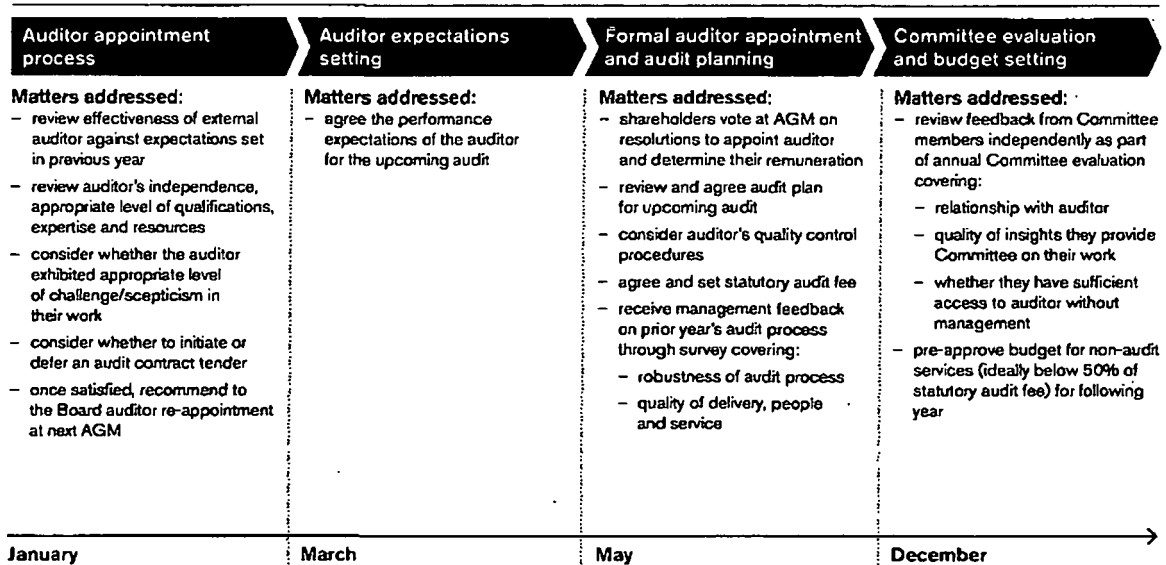 Auditor appointment
process
Matters addressed:
– review effectiveness of external
auditor against expectations set
in previous year
– review auditor's independence,
appropriate level of qualifications,
expertise and resources
– consider whether the auditor
exhibited appropriate level
of challenge/scepticism in
their work
– consider whether to initiate or
defer an audit contract tender
– once satisfied, recommend to
the Board auditor re-appointment
at next AGM
January
Auditor expectations
setting
Matters addressed:
– agree the performance
expectations of the auditor
for the upcoming audit
March
Formal auditor appointment
and audit planning
Matters addressed:
– shareholders vote at AGM on
resolutions to appoint auditor
and determine their remuneration
– review and agree audit plan
for upcoming audit
– consider auditor's quality control
procedures
– agree and set statutory audit fee
– receive management feedback
on prior year's audit process
through survey covering:
– robustness of audit process
– quality of delivery, people
and service
May
Committee evaluation
and budget setting
Matters addressed:
– review feedback from Committee
members independently as part
of annual Committee evaluation
covering:
– relationship with auditor
– quality of insights they provide
Committee on their work
– whether they have sufficient
access to auditor without
management
– pre-approve budget for non-audit
services (ideally below 50% of
statutory audit fee) for following
year
December